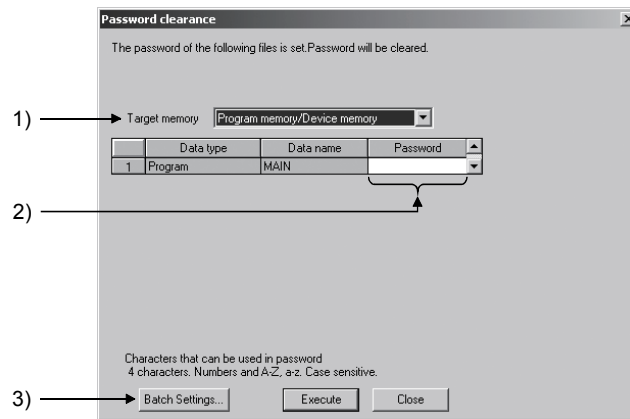 Password clearance
The password of the following files is set.Password will be cleared.
1) Target memory Program memory/Device memory
Data type Data name Password
1 Program MAIN
2)
Characters that can be used in password
4 characters. Numbers and A-Z, a-z. Case sensitive.
3) Batch Settings... Execute Close